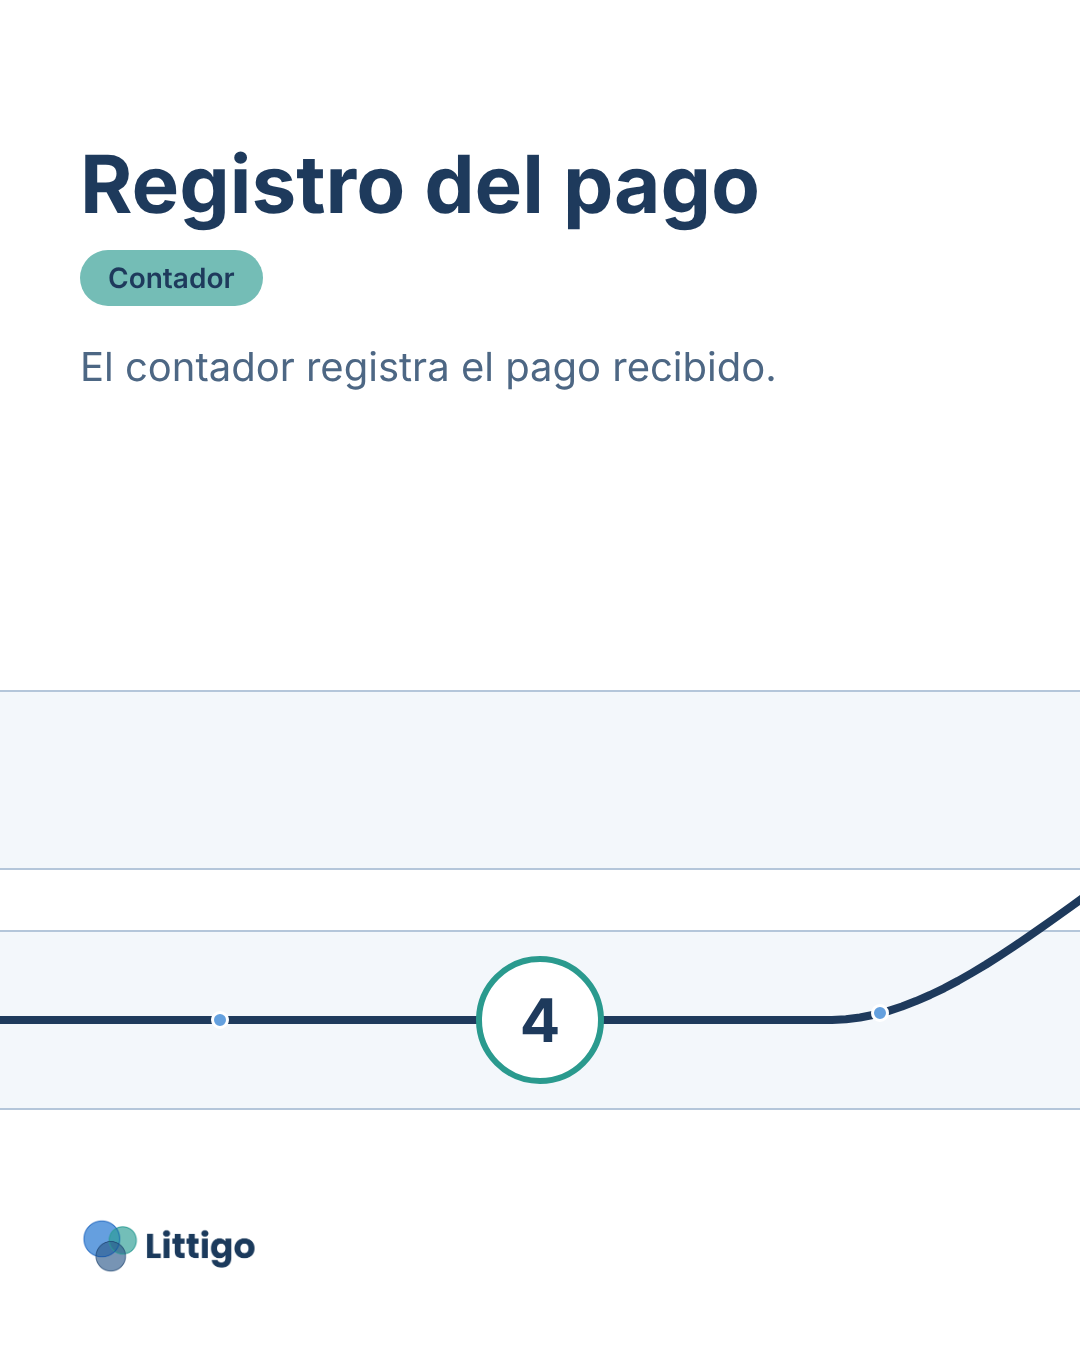 Registro del pago
Contador
El contador registra el pago recibido.
4
Littigo